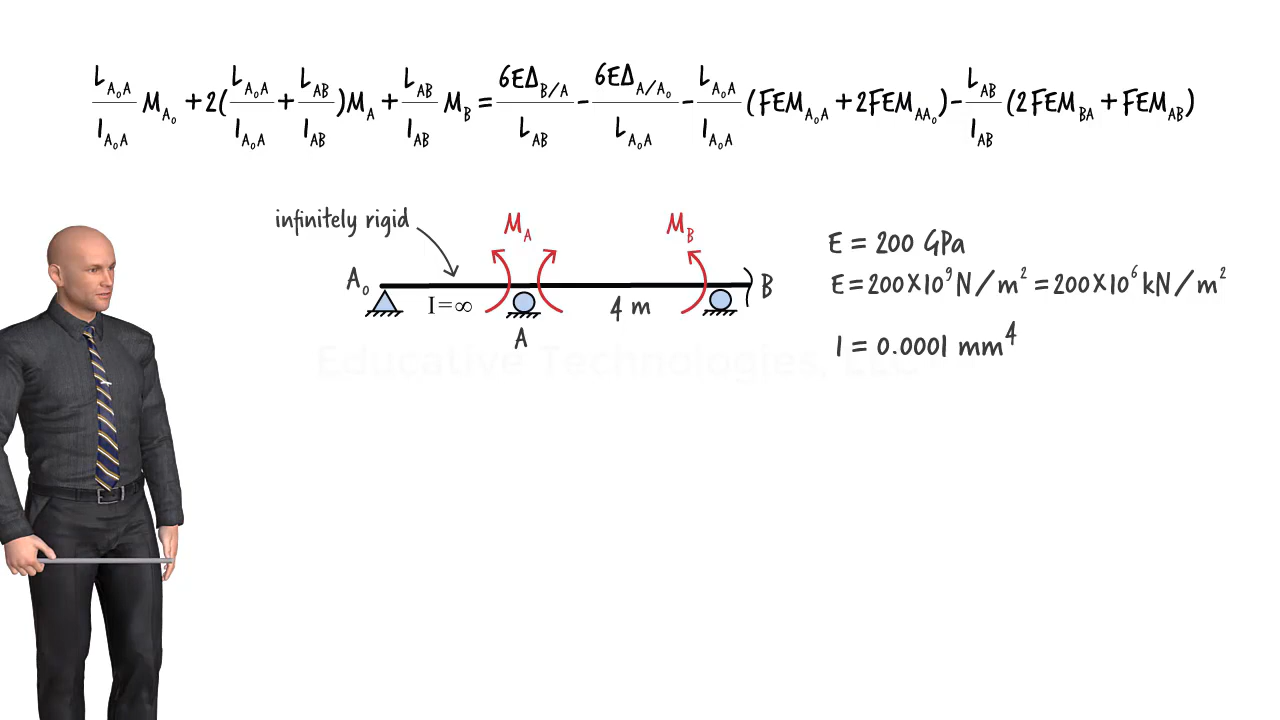 L_{A₀A}/I_{A₀A} M_{A₀} + 2(L_{A₀A}/I_{A₀A} + L_{AB}/I_{AB})M_A + L_{AB}/I_{AB} M_B = 6EΔ_{B/A}/L_{AB} - 6EΔ_{A/A₀}/L_{A₀A} - L_{A₀A}/I_{A₀A} (FEM_{A₀A} + 2FEM_{AA₀}) - L_{AB}/I_{AB} (2FEM_{BA} + FEM_{AB})
infinitely rigid
M_A
M_B
A₀
B
I=∞
4 m
A
E = 200 GPa
E = 200×10⁹ N / m² = 200×10⁶ kN / m²
I = 0.0001 mm⁴
Educative Technologies, LLC